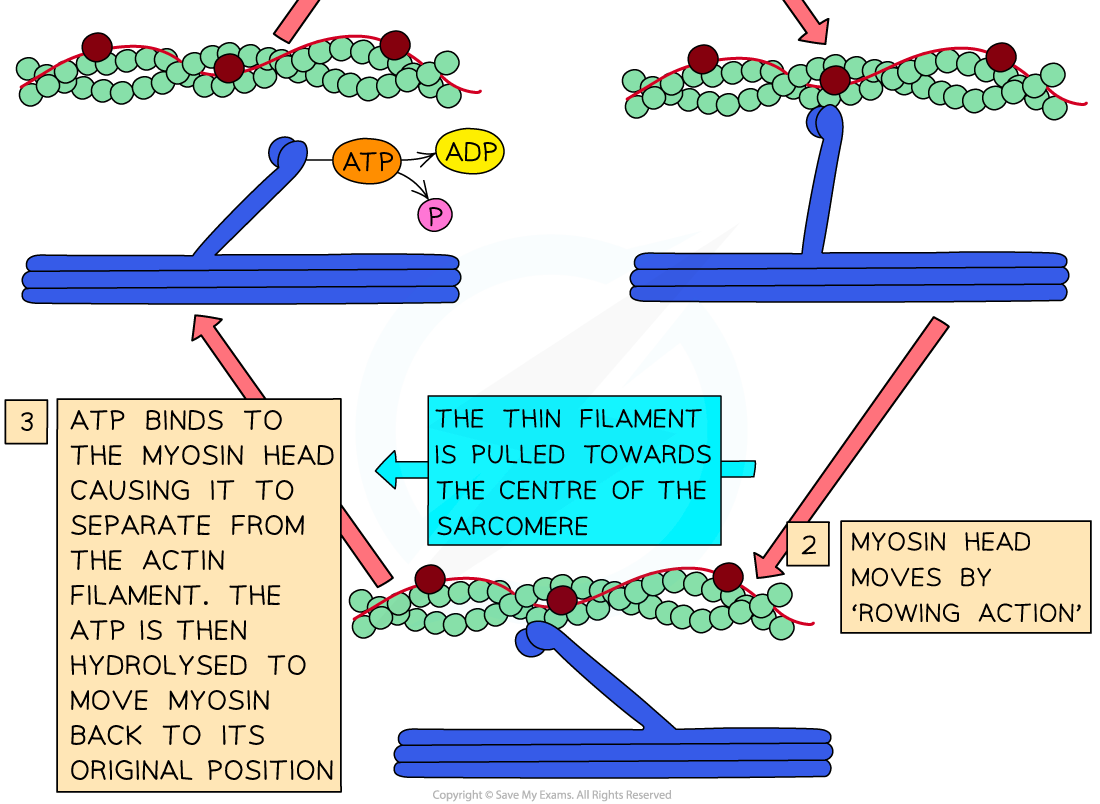 ATP
ADP
P
3
ATP BINDS TO
THE MYOSIN HEAD
CAUSING IT TO
SEPARATE FROM
THE ACTIN
FILAMENT. THE
ATP IS THEN
HYDROLYSED TO
MOVE MYOSIN
BACK TO ITS
ORIGINAL POSITION
THE THIN FILAMENT
IS PULLED TOWARDS
THE CENTRE OF THE
SARCOMERE
2
MYOSIN HEAD
MOVES BY
‘ROWING ACTION’
Copyright © Save My Exams. All Rights Reserved